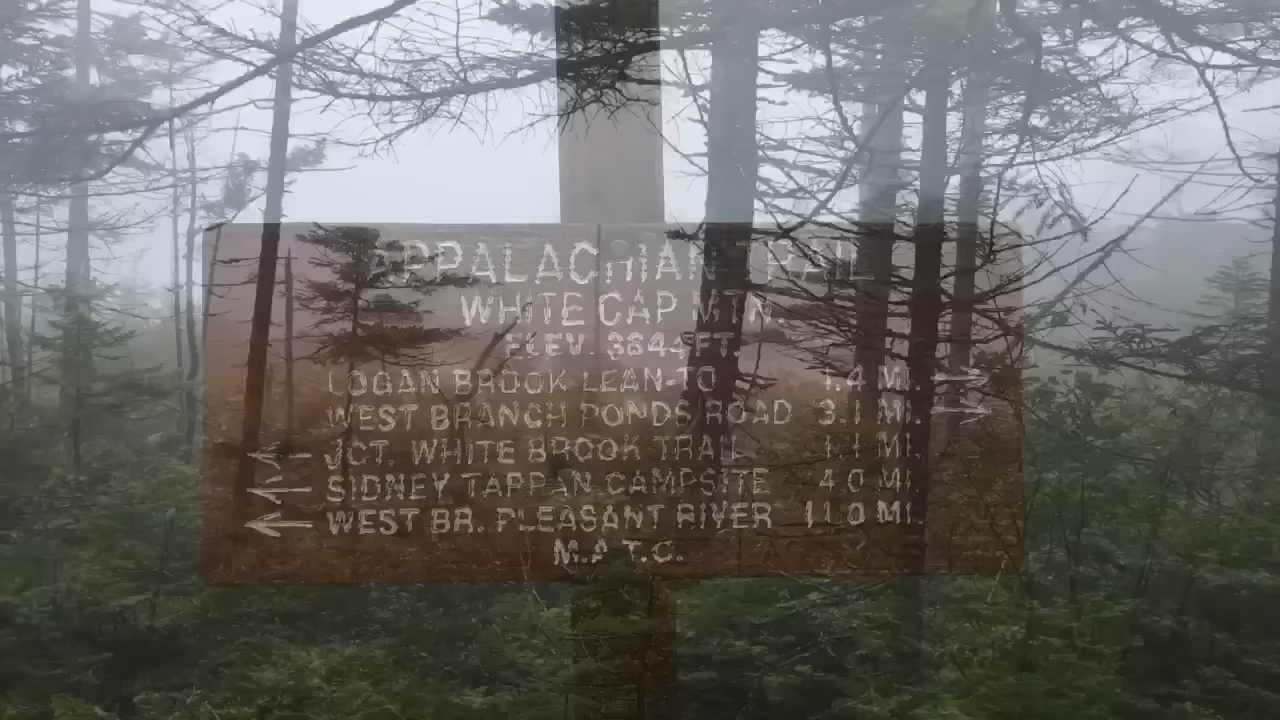 APPALACHIAN TRAIL
WHITE CAP MTN.
ELEV. 3644 FT.
LOGAN BROOK LEAN-TO 1.4 MI.
WEST BRANCH PONDS ROAD 3.1 MI.
JCT. WHITE BROOK TRAIL 1.1 MI.
SIDNEY TAPPAN CAMPSITE 4.0 MI.
WEST BR. PLEASANT RIVER 11.0 MI.
M.A.T.C.